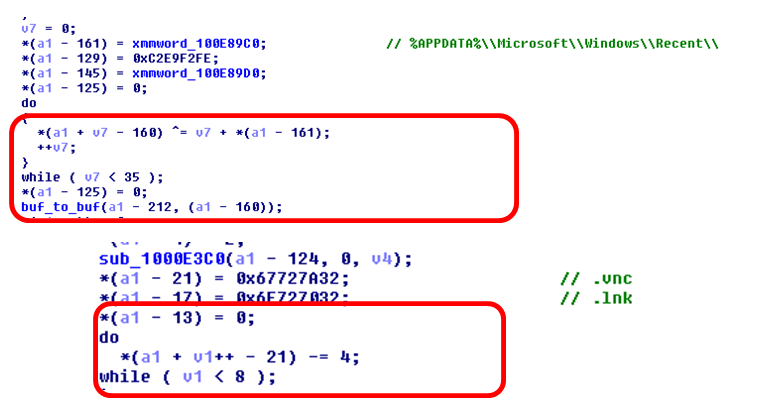 v7 = 0;
*(a1 - 161) = xmmword_100E89C0; // %APPDATA%\\Microsoft\\Windows\\Recent\\
*(a1 - 129) = 0xC2E9F2FE;
*(a1 - 145) = xmmword_100E89D0;
*(a1 - 125) = 0;
do
{
*(a1 + v7 - 160) ^= v7 + *(a1 - 161);
++v7;
}
while ( v7 < 35 );
*(a1 - 125) = 0;
buf_to_buf(a1 - 212, (a1 - 160));
sub_1000E3C0(a1 - 124, 0, v4);
*(a1 - 21) = 0x67727A32; // .vnc
*(a1 - 17) = 0x6F727032; // .lnk
*(a1 - 13) = 0;
do
*(a1 + v1++ - 21) -= 4;
while ( v1 < 8 );